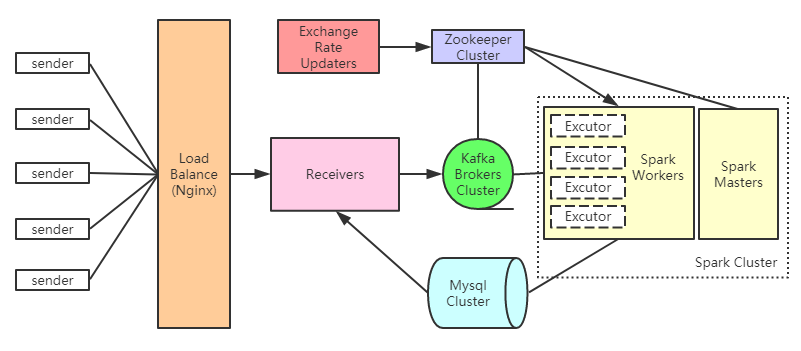 sender
sender
sender
sender
sender
Load
Balance
(Nginx)
Exchange
Rate
Updaters
Zookeeper
Cluster
Receivers
Kafka
Brokers
Cluster
Excutor
Excutor
Excutor
Excutor
Spark
Workers
Spark
Masters
Spark Cluster
Mysql
Cluster